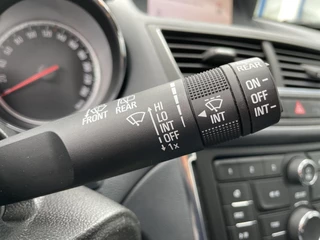 FRONT
REAR
HI
LO
INT
OFF
1x
INT
REAR
ON
OFF
INT